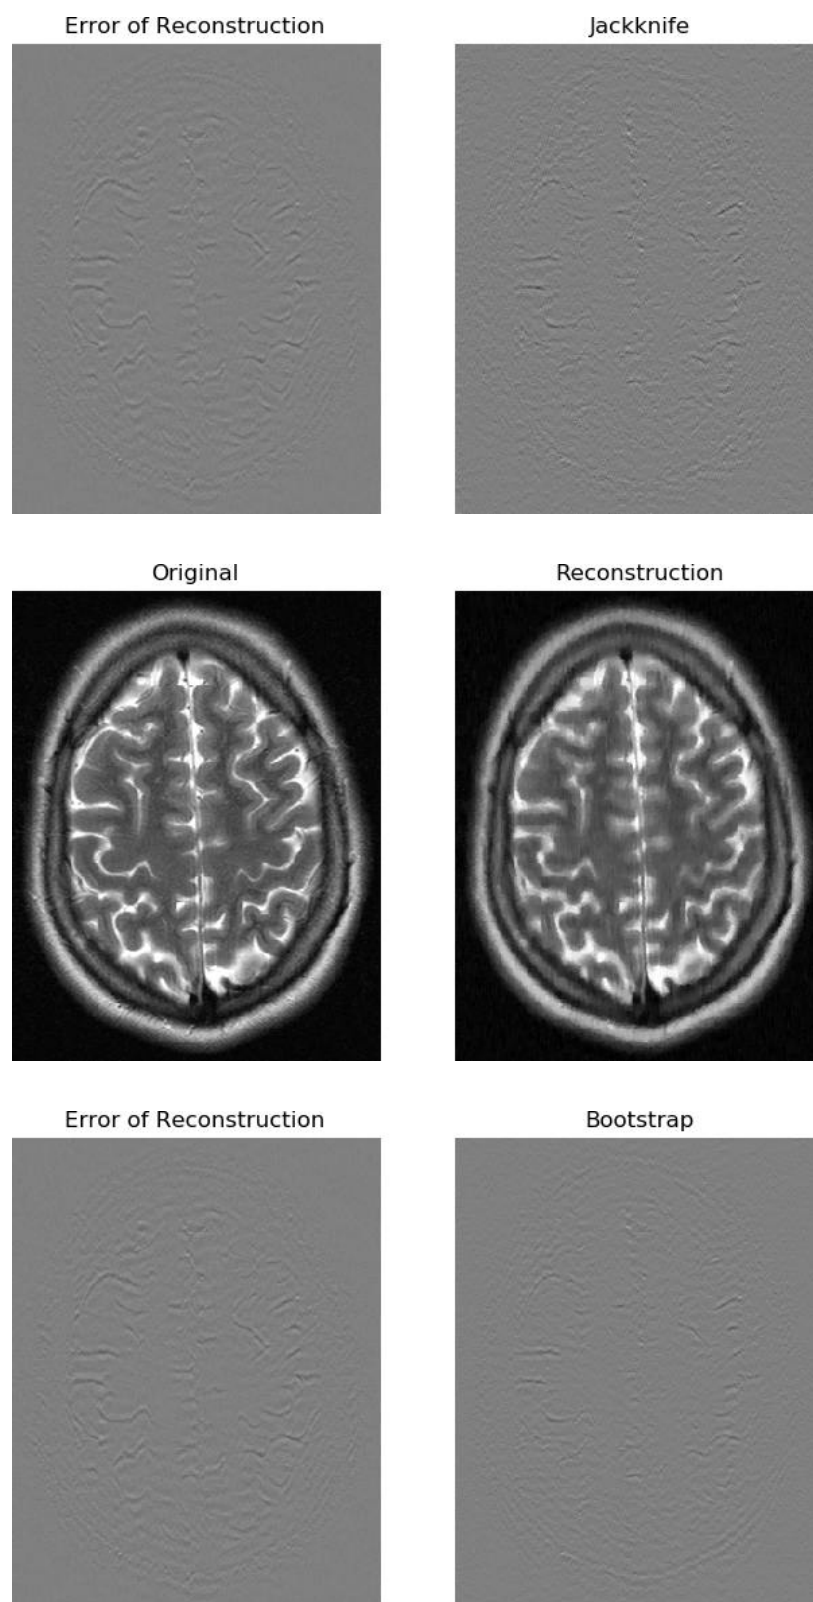 Error of Reconstruction
Jackknife
Original
Reconstruction
Error of Reconstruction
Bootstrap